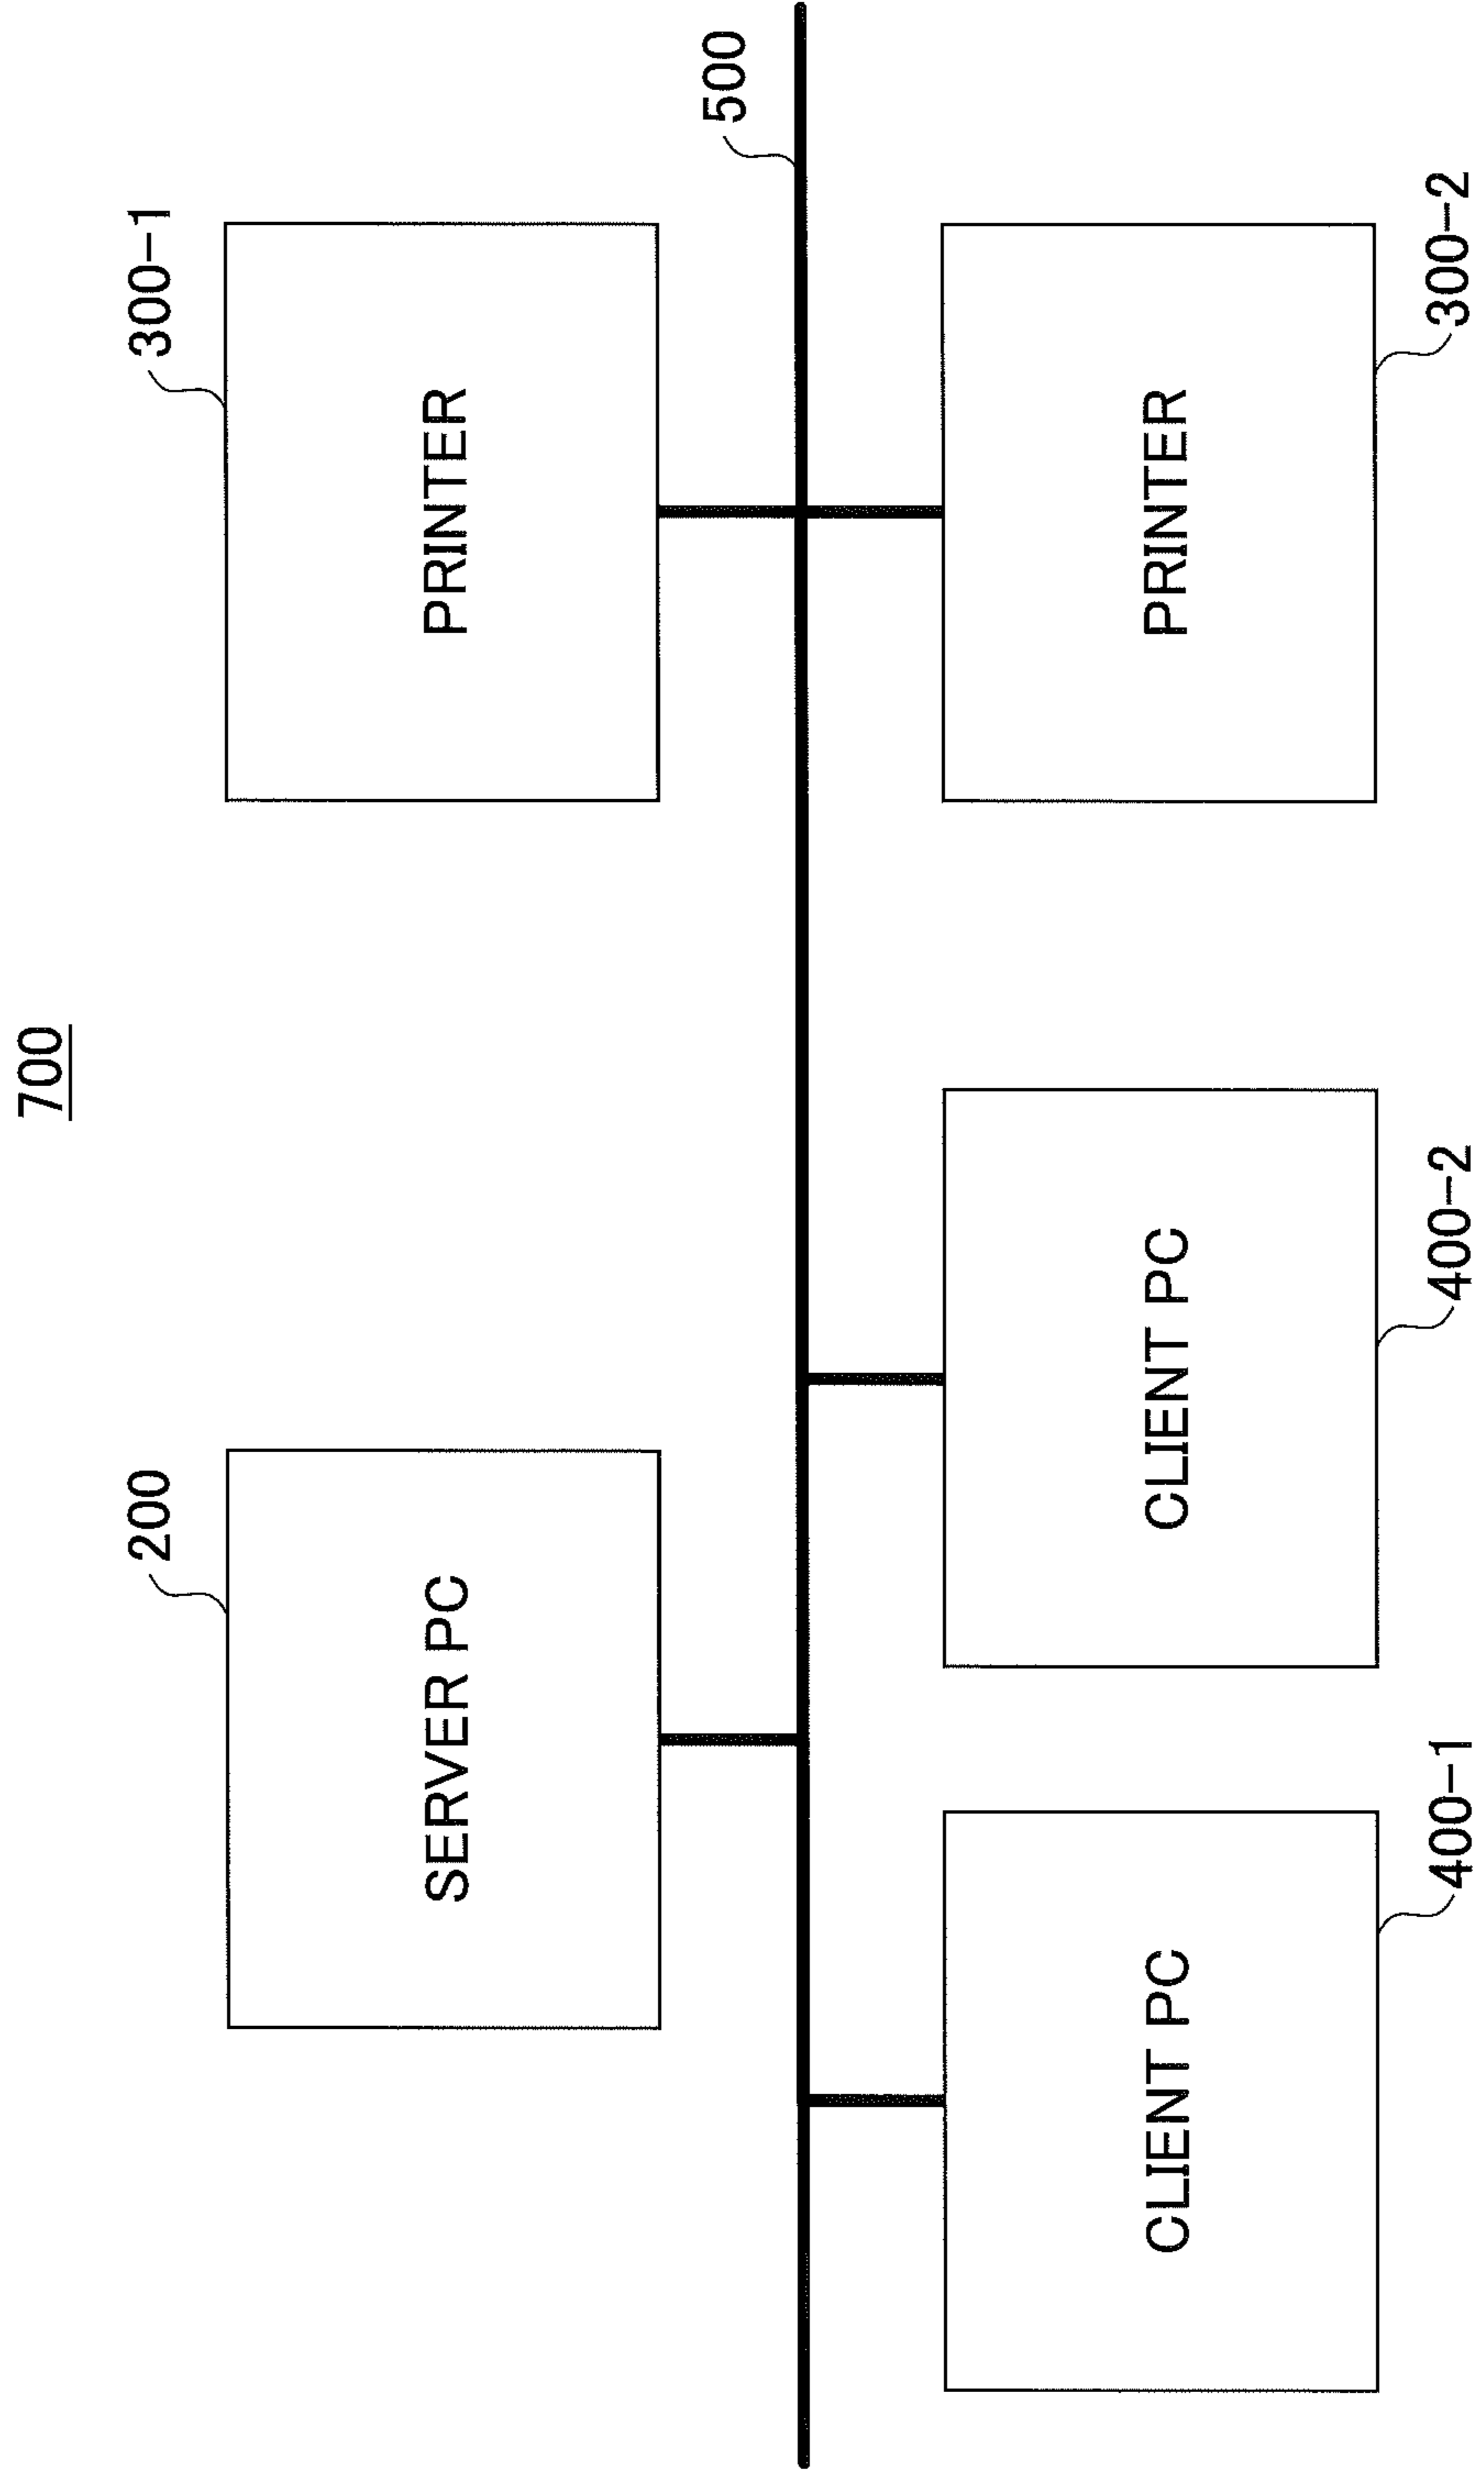 700
200
300-1
SERVER PC
PRINTER
500
CLIENT PC
CLIENT PC
PRINTER
400-1
400-2
300-2